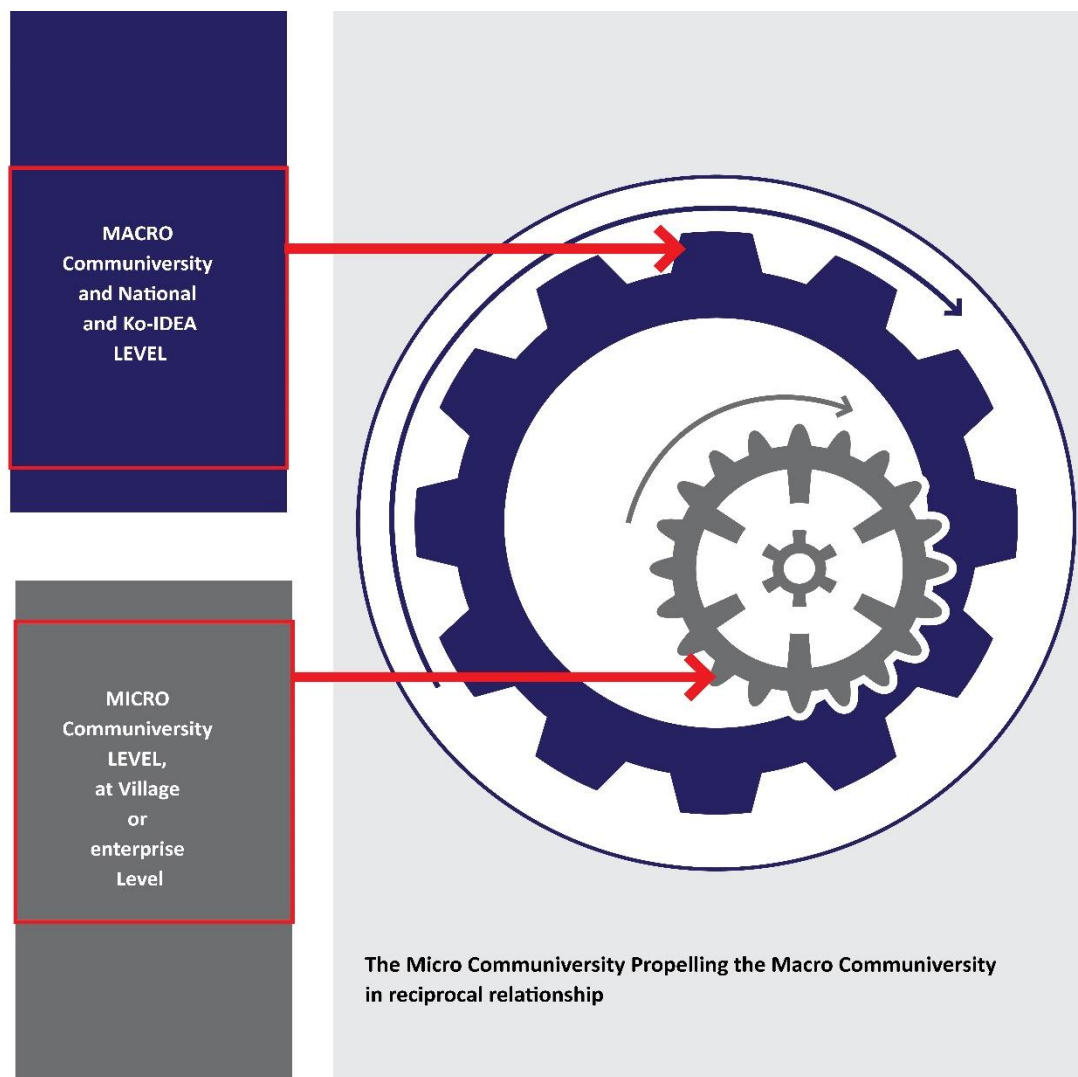 MACRO
Communiversity
and National
and Ko-IDEA
LEVEL
MICRO
Communiversity
LEVEL,
at Village
or
enterprise
Level
The Micro Communiversity Propelling the Macro Communiversity
in reciprocal relationship